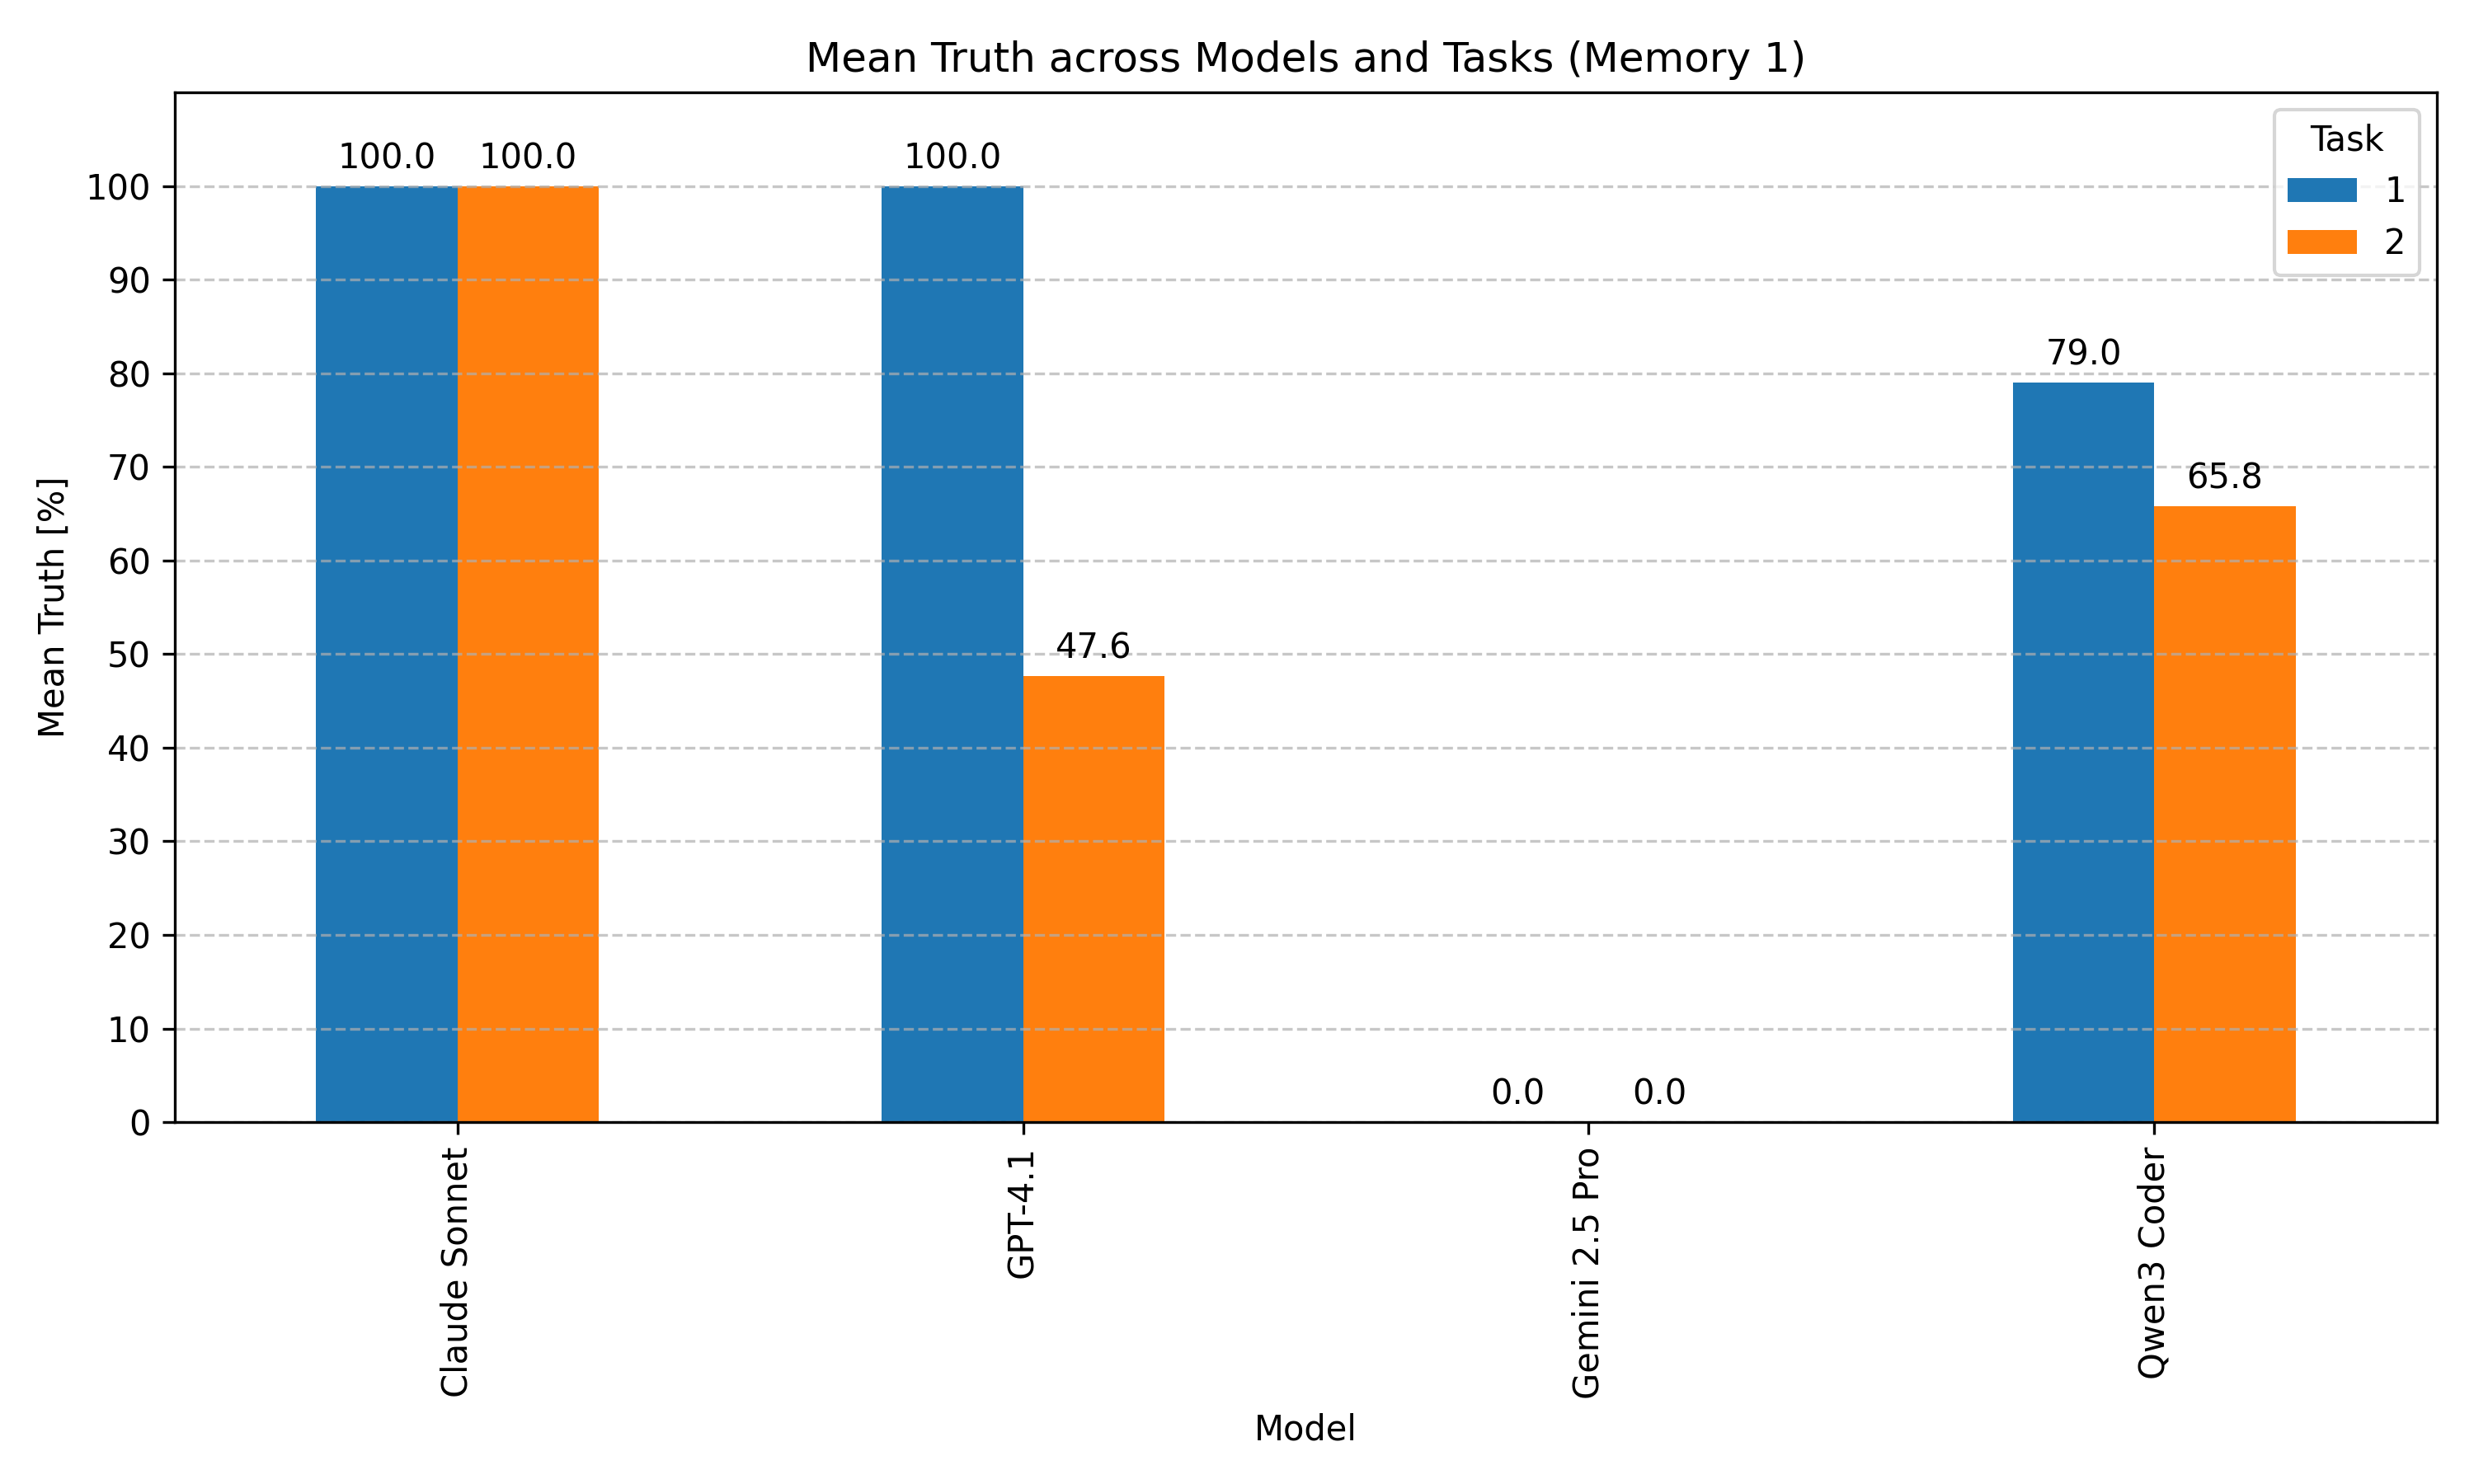 Mean Truth across Models and Tasks (Memory 1)
Task
1
2
100.0
100.0
100.0
47.6
0.0
0.0
79.0
65.8
100
90
80
70
60
50
40
30
20
10
0
Mean Truth [%]
Claude Sonnet
GPT-4.1
Gemini 2.5 Pro
Qwen3 Coder
Model